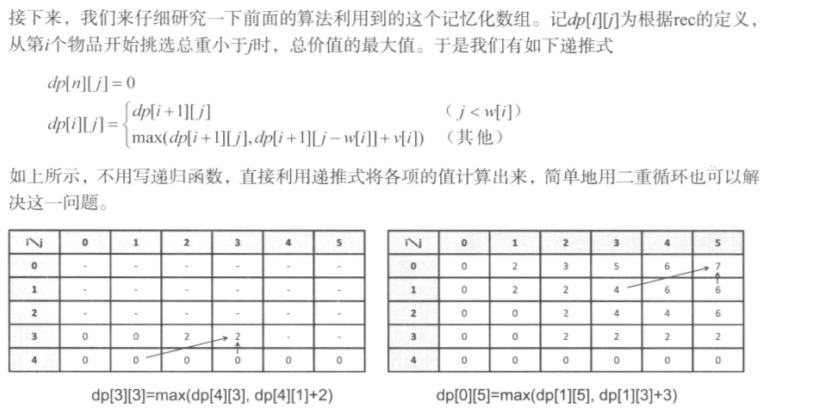 接下来，我们来仔细研究一下前面的算法利用到的这个记忆化数组。记dp[i][j]为根据rec的定义，
从第i个物品开始挑选总重小于j时，总价值的最大值。于是我们有如下递推式
dp[n][j]=0
dp[i][j]={dp[i+1][j] （j<w[i]）
max(dp[i+1][j],dp[i+1][j-w[i]]+v[i]) （其他）
如上所示，不用写递归函数，直接利用递推式将各项的值计算出来，简单地用二重循环也可以解
决这一问题。
i\j 0 1 2 3 4 5
0 - - - - - -
1 - - - - - -
2 - - - - - -
3 0 0 2 2 - -
4 0 0 0 0 0 0
dp[3][3]=max(dp[4][3], dp[4][1]+2)
i\j 0 1 2 3 4 5
0 0 2 3 5 6 7
1 0 2 2 4 6 6
2 0 0 2 4 4 6
3 0 0 2 2 2 2
4 0 0 0 0 0 0
dp[0][5]=max(dp[1][5], dp[1][3]+3)